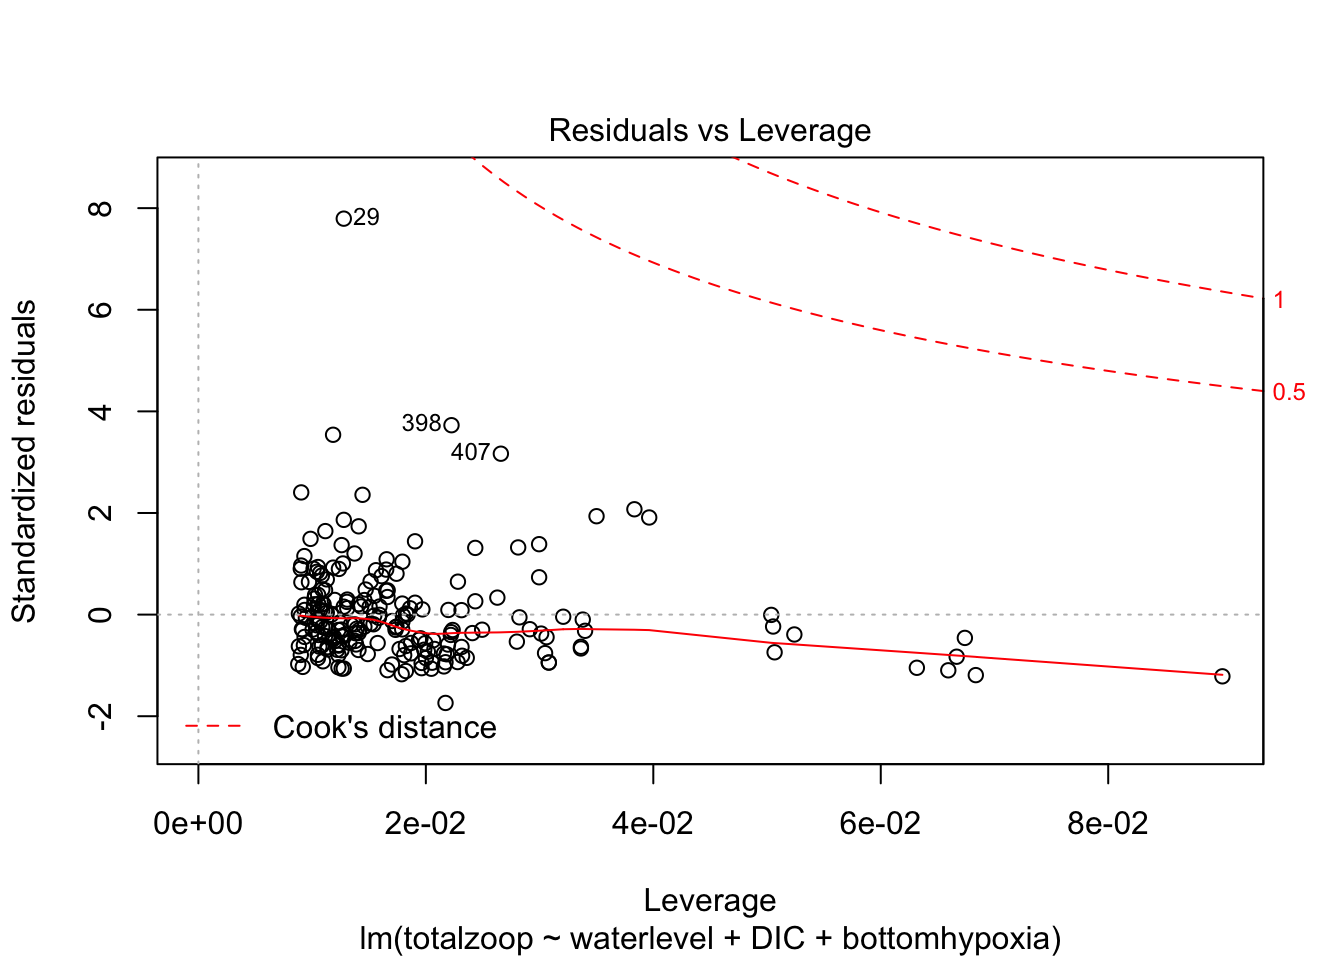 Residuals vs Leverage
Standardized residuals
8
6
4
2
0
-2
29
398
407
1
0.5
Cook's distance
0e+00 2e-02 4e-02 6e-02 8e-02
Leverage
lm(totalzoop ~ waterlevel + DIC + bottomhypoxia)